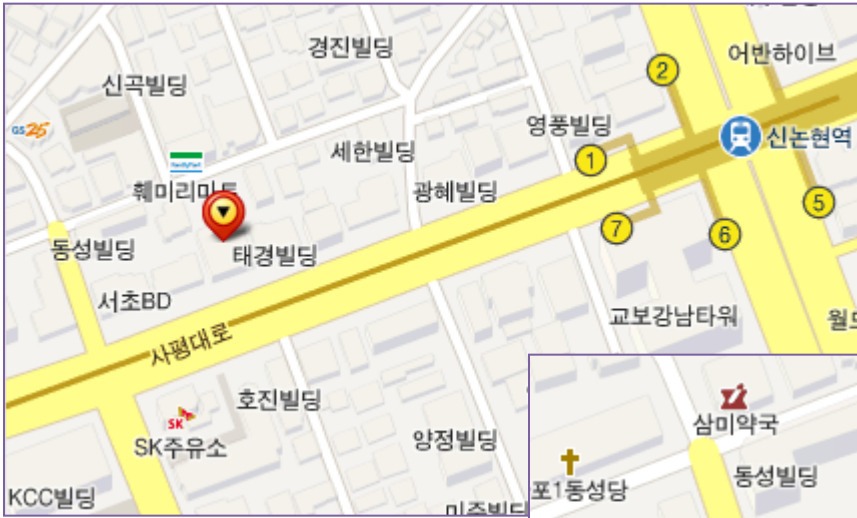 경진빌딩
어반하이브
신곡빌딩
2
GS25
영풍빌딩
신논현역
세한빌딩
1
FamilyMart
훼미리마트
광혜빌딩
5
7
6
동성빌딩
태경빌딩
서초BD
교보강남타워
사평대로
호진빌딩
SK
SK주유소
양정빌딩
삼미약국
동성빌딩
포1동성당
KCC빌딩